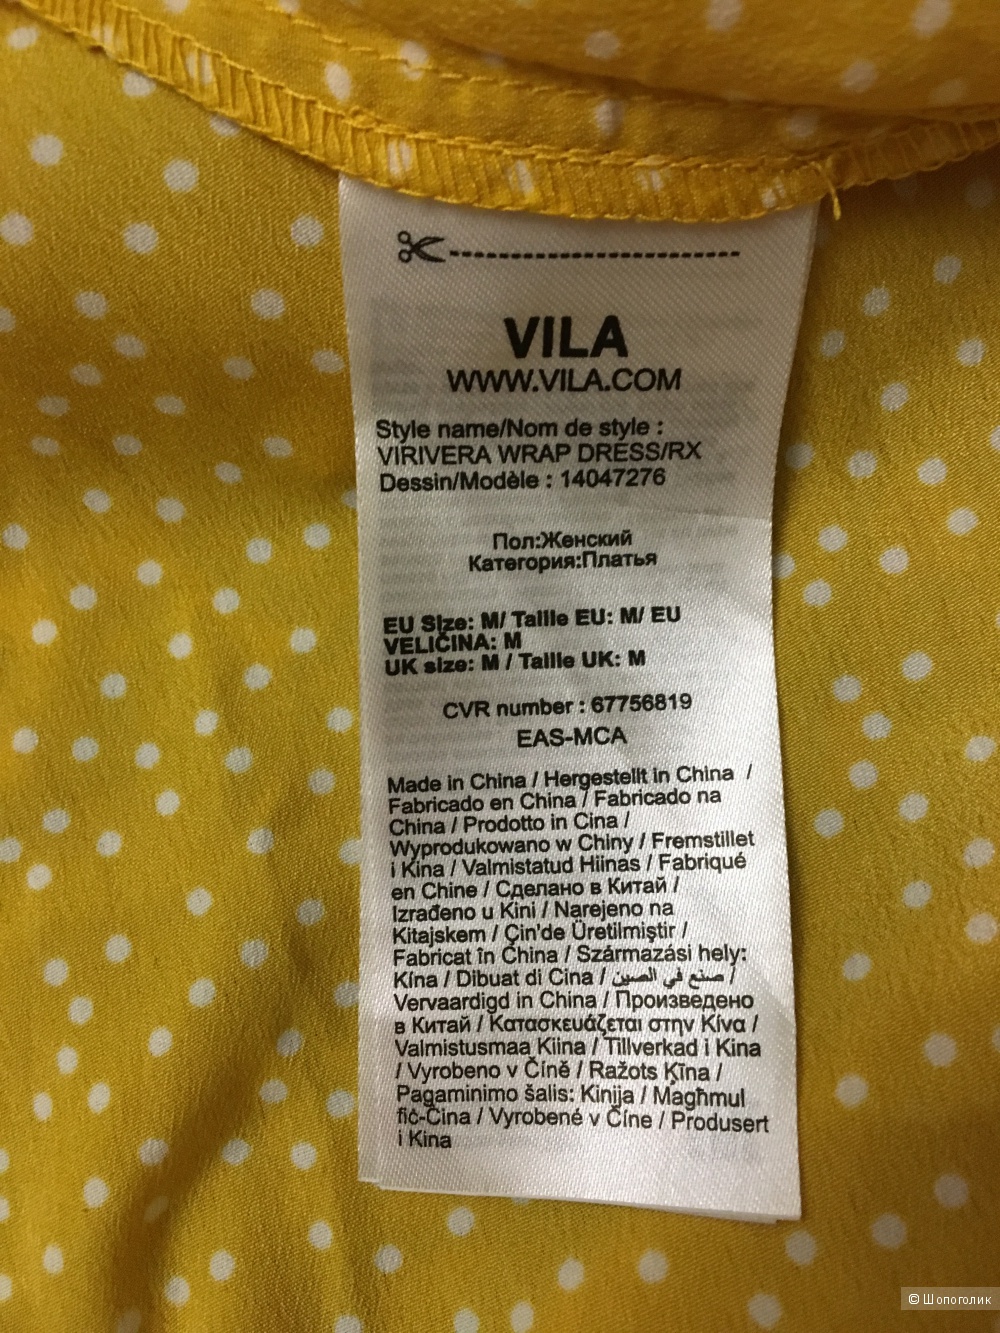 VILA
WWW.VILA.COM
Style name/Nom de style :
VIRIVERA WRAP DRESS/RX
Dessin/Modèle : 14047276
Пол:Женский
Категория:Платья
EU Size: M/ Taille EU: M/ EU
VELIČINA: M
UK size: M / Taille UK: M
CVR number : 67756819
EAS-MCA
Made in China / Hergestellt in China /
Fabricado en China / Fabricado na
China / Prodotto in Cina /
Wyprodukowano w Chiny / Fremstillet
i Kina / Valmistatud Hiinas / Fabriqué
en Chine / Сделано в Китай /
Izrađeno u Kini / Narejeno na
Kitajskem / Çin'de Üretilmiştir /
Fabricat în China / Származási hely:
Kína / Dibuat di Cina / صنع في الصين /
Vervaardigd in China / Произведено
в Китай / Κατασκευάζεται στην Κίνα /
Valmistusmaa Kiina / Tillverkad i Kina
/ Vyrobeno v Číně / Ražots Ķīna /
Pagaminimo šalis: Kinija / Magħmul
fiċ-Ċina / Vyrobené v Číne / Produsert
i Kina
© Шопоголик